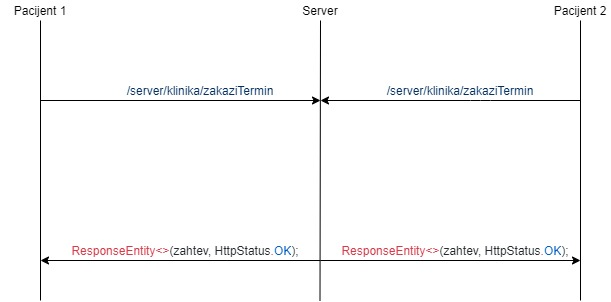 Pacijent 1
Server
Pacijent 2
/server/klinika/zakaziTermin
/server/klinika/zakaziTermin
ResponseEntity<>(zahtev, HttpStatus.OK);
ResponseEntity<>(zahtev, HttpStatus.OK);